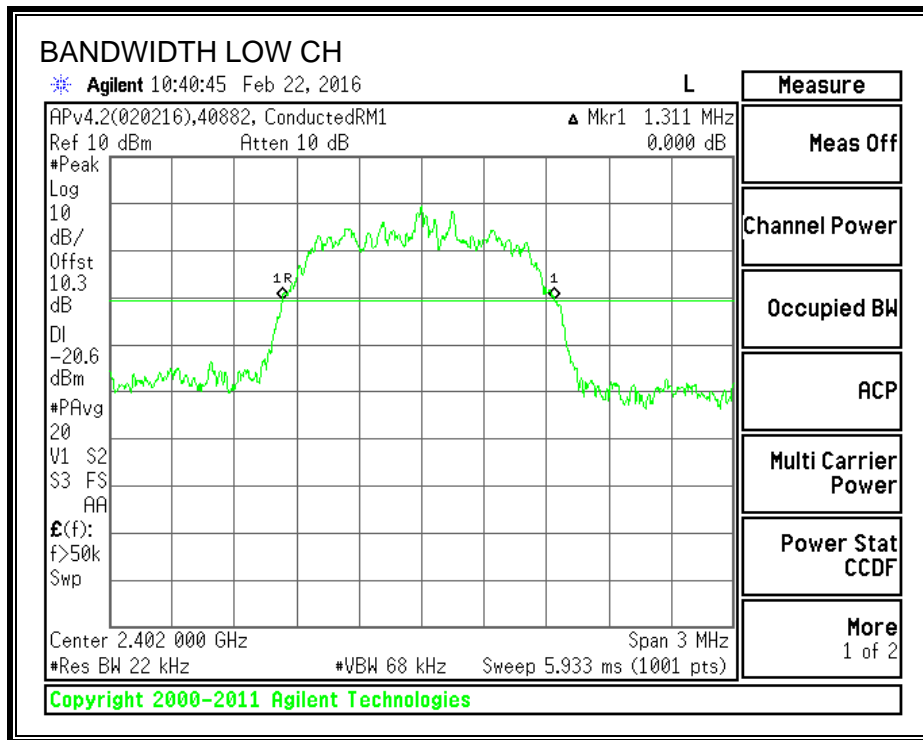 BANDWIDTH LOW CH
Agilent 10:40:45 Feb 22, 2016 L
APv4.2(020216),40882, ConductedRM1 Δ Mkr1 1.311 MHz
Ref 10 dBm Atten 10 dB 0.000 dB
#Peak
Log
10
dB/
Offst
10.3
dB
DI
-20.6
dBm
#PAvg
20
V1 S2
S3 FS
AA
£(f):
f>50k
Swp
1R
1
Center 2.402 000 GHz Span 3 MHz
#Res BW 22 kHz #VBW 68 kHz Sweep 5.933 ms (1001 pts)
Copyright 2000-2011 Agilent Technologies
Measure
Meas Off
Channel Power
Occupied BW
ACP
Multi Carrier
Power
Power Stat
CCDF
More
1 of 2